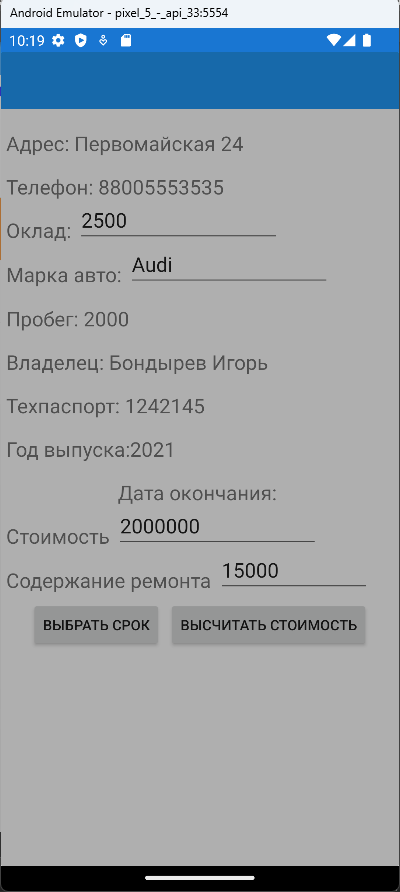 Android Emulator - pixel_5_-_api_33:5554
10:19
Адрес: Первомайская 24
Телефон: 88005553535
Оклад: 2500
Марка авто: Audi
Пробег: 2000
Владелец: Бондырев Игорь
Техпаспорт: 1242145
Год выпуска:2021
Дата окончания:
Стоимость 2000000
Содержание ремонта 15000
ВЫБРАТЬ СРОК ВЫСЧИТАТЬ СТОИМОСТЬ